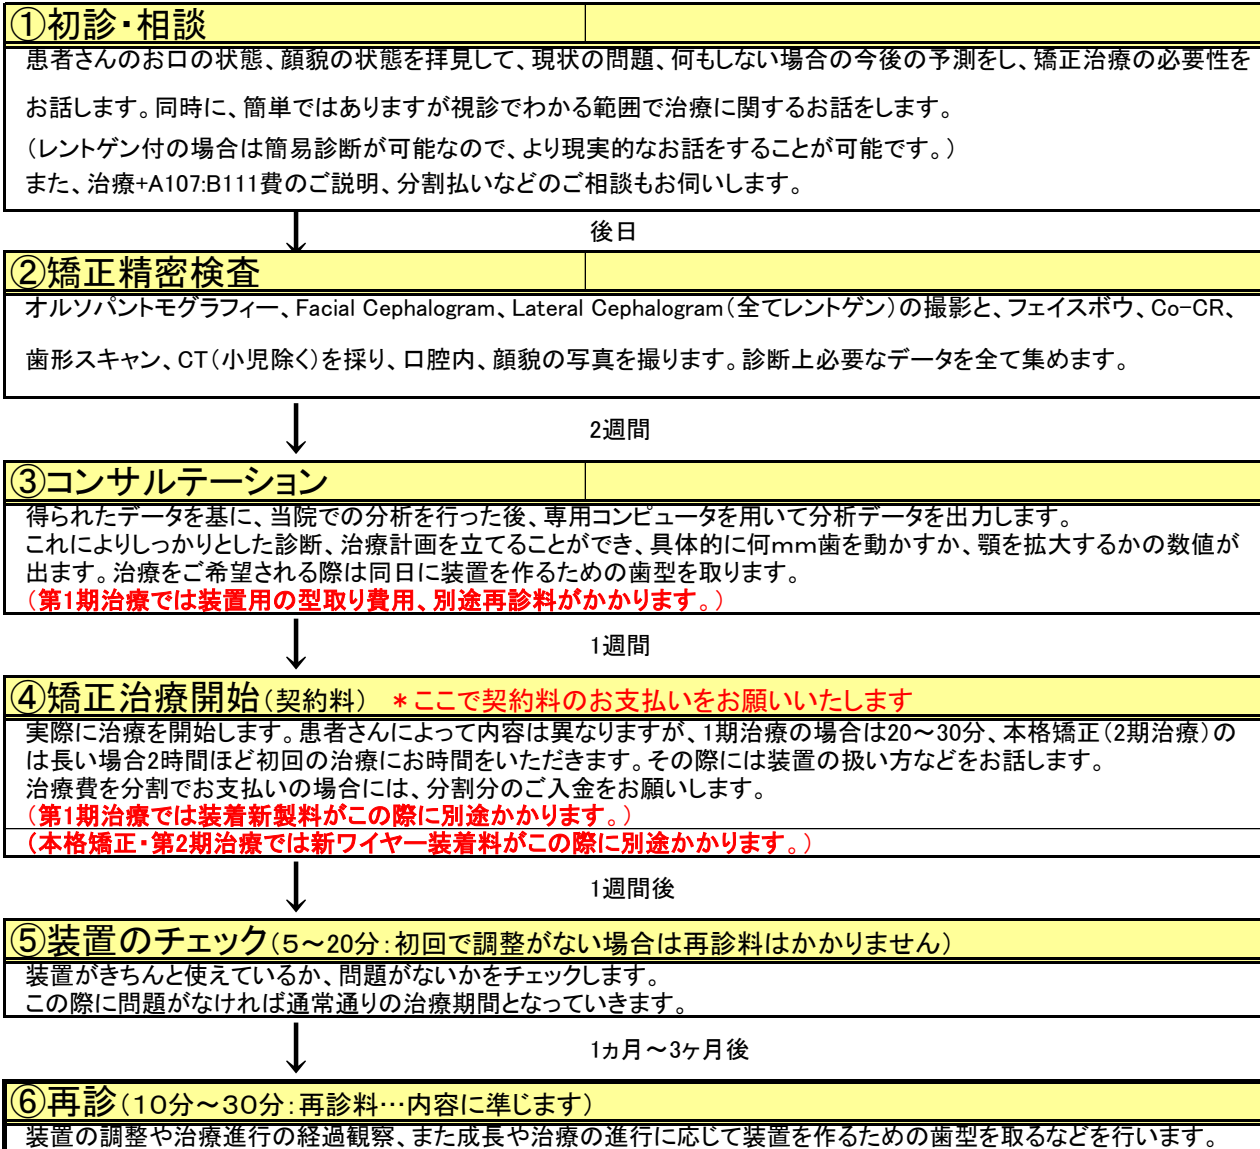 ①初診・相談
患者さんのお口の状態、顔貌の状態を拝見して、現状の問題、何もしない場合の今後の予測をし、矯正治療の必要性を
お話します。同時に、簡単ではありますが視診でわかる範囲で治療に関するお話をします。
（レントゲン付の場合は簡易診断が可能なので、より現実的なお話をすることが可能です。）
また、治療+A107:B111費のご説明、分割払いなどのご相談もお伺いします。
後日
②矯正精密検査
オルソパントモグラフィー、Facial Cephalogram、Lateral Cephalogram（全てレントゲン）の撮影と、フェイスボウ、Co-CR、
歯形スキャン、CT（小児除く）を採り、口腔内、顔貌の写真を撮ります。診断上必要なデータを全て集めます。
2週間
③コンサルテーション
得られたデータを基に、当院での分析を行った後、専用コンピュータを用いて分析データを出力します。
これによりしっかりとした診断、治療計画を立てることができ、具体的に何ｍｍ歯を動かすか、顎を拡大するかの数値が
出ます。治療をご希望される際は同日に装置を作るための歯型を取ります。
（第1期治療では装置用の型取り費用、別途再診料がかかります。）
1週間
④矯正治療開始（契約料） ＊ここで契約料のお支払いをお願いいたします
実際に治療を開始します。患者さんによって内容は異なりますが、1期治療の場合は20～30分、本格矯正（2期治療）の
は長い場合2時間ほど初回の治療にお時間をいただきます。その際には装置の扱い方などをお話します。
治療費を分割でお支払いの場合には、分割分のご入金をお願いします。
（第1期治療では装着新製料がこの際に別途かかります。）
（本格矯正・第2期治療では新ワイヤー装着料がこの際に別途かかります。）
1週間後
⑤装置のチェック（５～20分：初回で調整がない場合は再診料はかかりません）
装置がきちんと使えているか、問題がないかをチェックします。
この際に問題がなければ通常通りの治療期間となっていきます。
1ヵ月～3ヶ月後
⑥再診（１０分～３０分：再診料…内容に準じます）
装置の調整や治療進行の経過観察、また成長や治療の進行に応じて装置を作るための歯型を取るなどを行います。